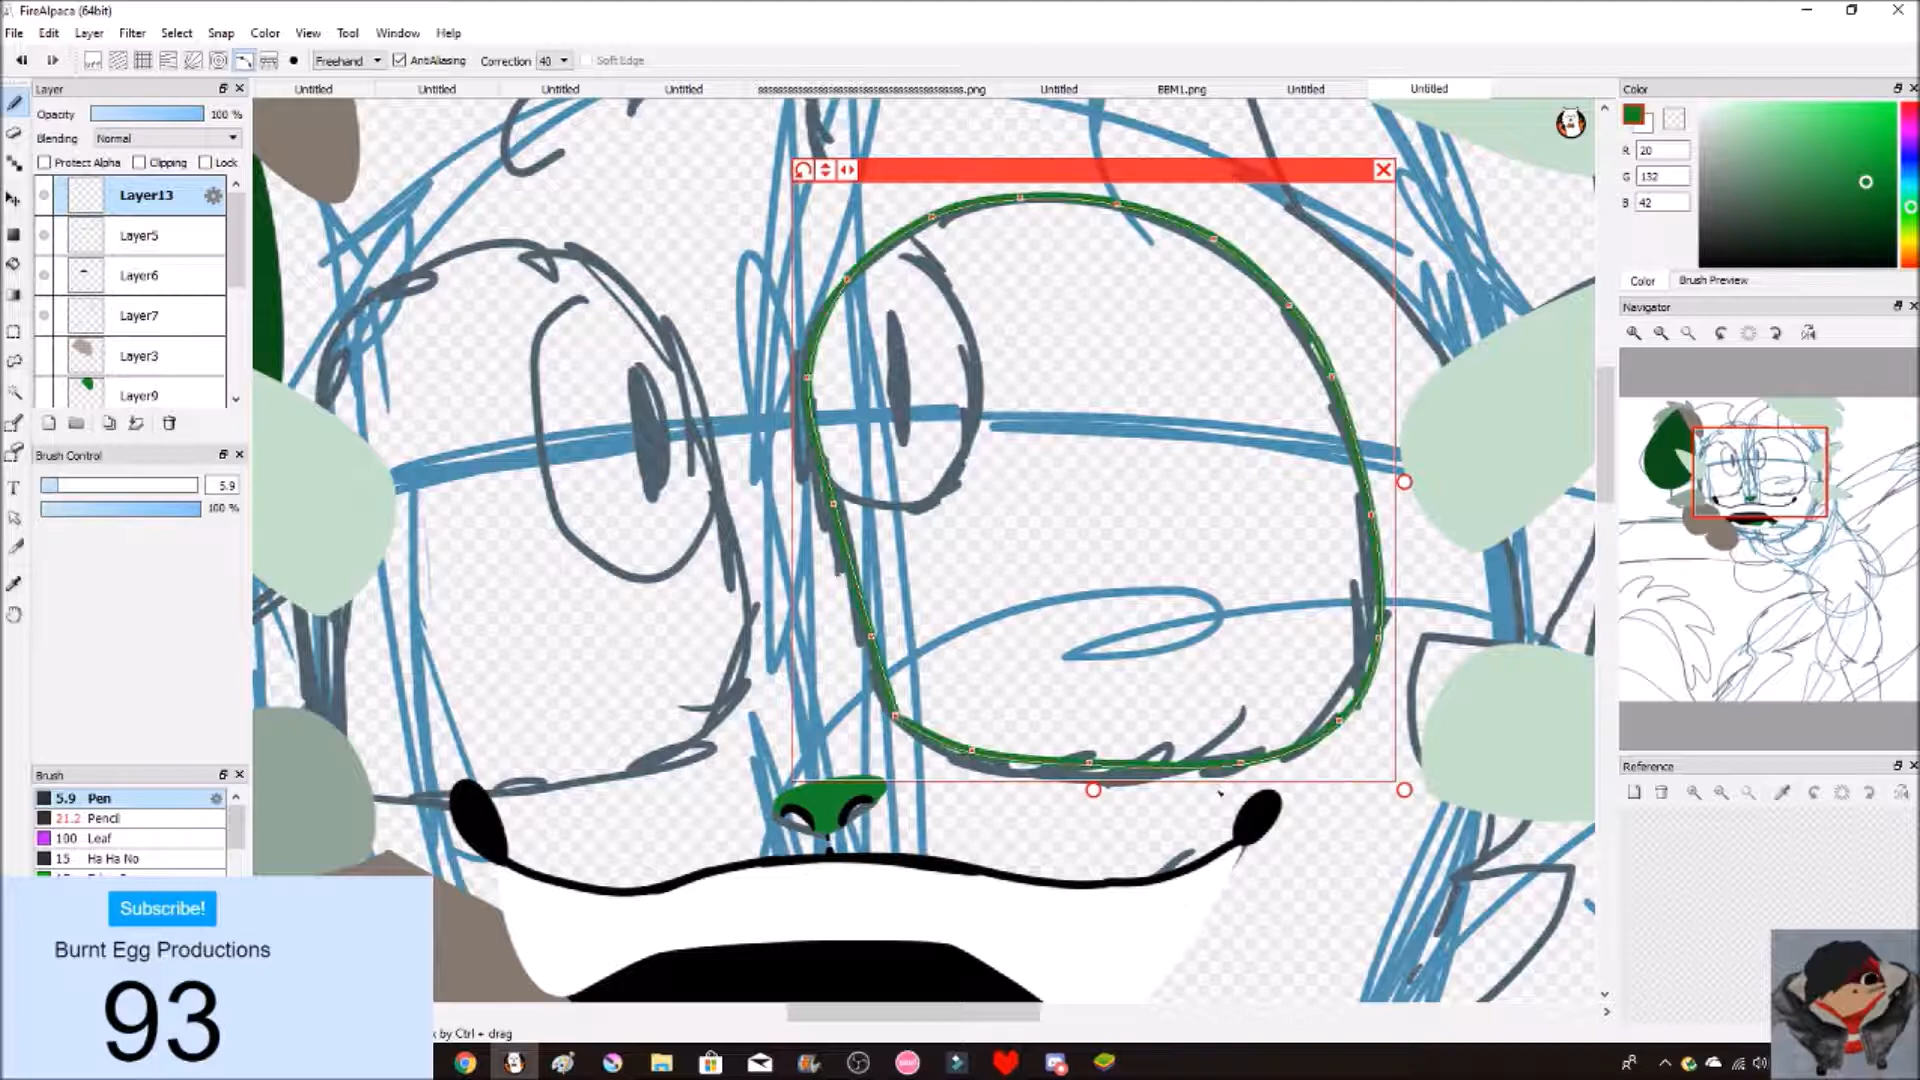 FireAlpaca (64bit)
File Edit Layer Filter Select Snap Color View Tool Window Help
Freehand AntiAliasing Correction 40 Soft Edge
Layer
Untitled Untitled Untitled Untitled Untitled BBM1.png Untitled Untitled
Color
Opacity 100 %
Blending Normal
Protect Alpha Clipping Lock
R 20
G 132
B 42
Layer13
Layer5
Layer6
Layer7
Layer3
Layer9
Color Brush Preview
Navigator
Brush Control
5.9
100 %
Reference
Brush
5.9 Pen
21.2 Pencil
100 Leaf
15 Ha Ha No
Subscribe!
Burnt Egg Productions
93
k by Ctrl + drag